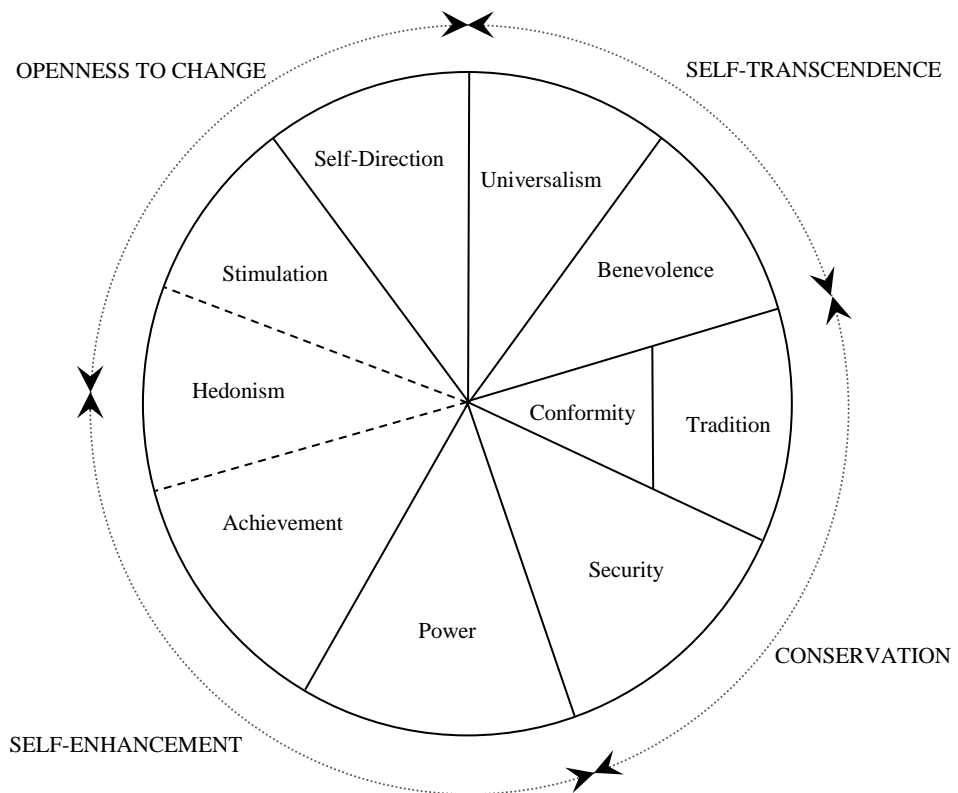 OPENNESS TO CHANGE
SELF-TRANSCENDENCE
Self-Direction
Universalism
Stimulation
Benevolence
Hedonism
Conformity
Tradition
Achievement
Security
Power
CONSERVATION
SELF-ENHANCEMENT